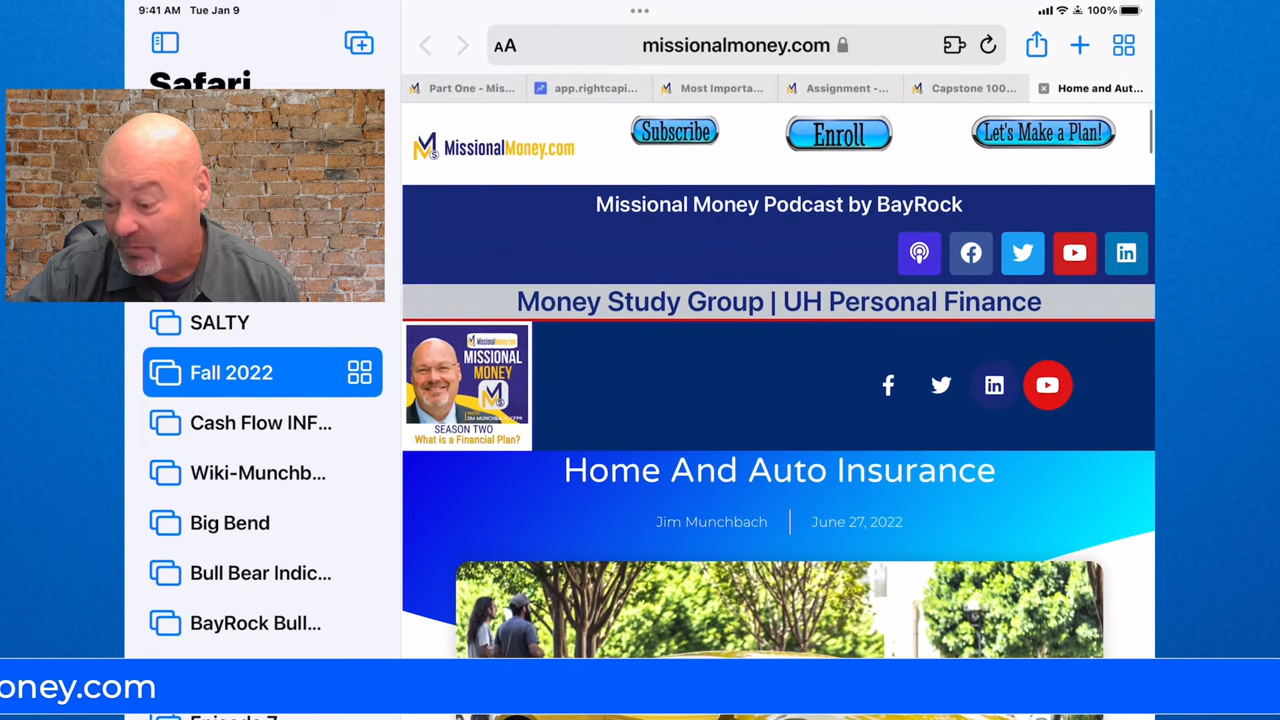 9:41 AM Tue Jan 9
100%
Safari
AA
missionalmoney.com
Part One - Mis...
app.rightcapi...
Most Importa...
Assignment -...
Capstone 100...
Home and Aut...
MissionalMoney.com
Subscribe
Enroll
Let's Make a Plan!
Missional Money Podcast by BayRock
Money Study Group | UH Personal Finance
MissionalMoney.com
MISSIONAL
MONEY
SEASON TWO
What is a Financial Plan?
Home And Auto Insurance
Jim Munchbach
June 27, 2022
SALTY
Fall 2022
Cash Flow INF...
Wiki-Munchb...
Big Bend
Bull Bear Indic...
BayRock Bull...
oney.com